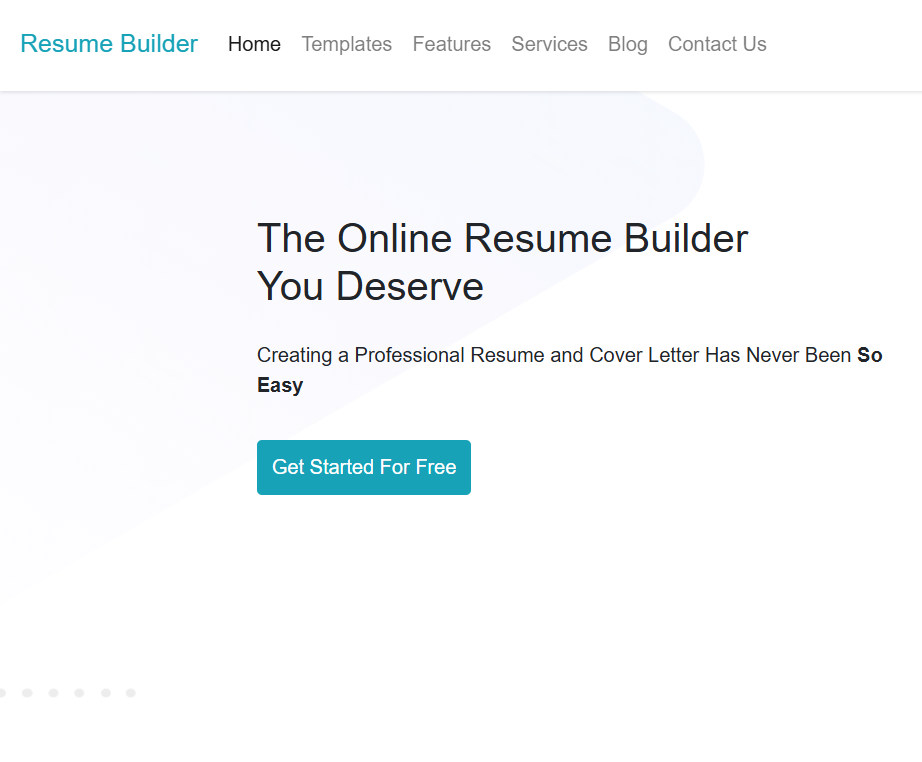 Resume Builder Home Templates Features Services Blog Contact Us
The Online Resume Builder
You Deserve
Creating a Professional Resume and Cover Letter Has Never Been So
Easy
Get Started For Free